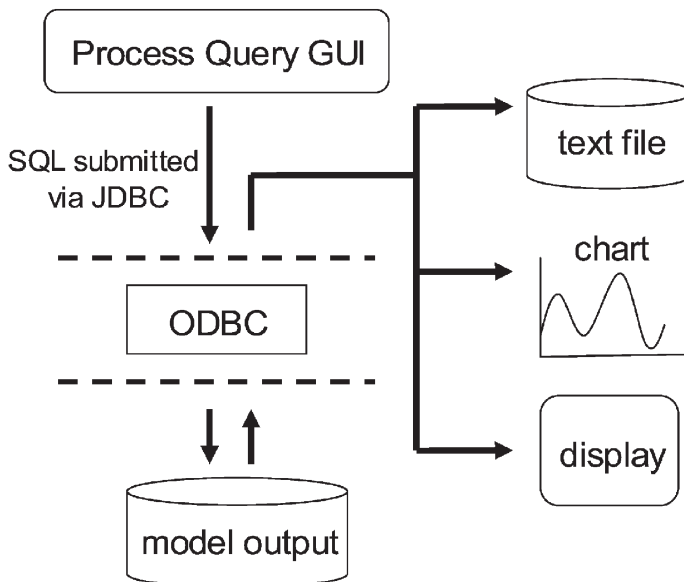 Process Query GUI
SQL submitted
via JDBC
ODBC
model output
text file
chart
display